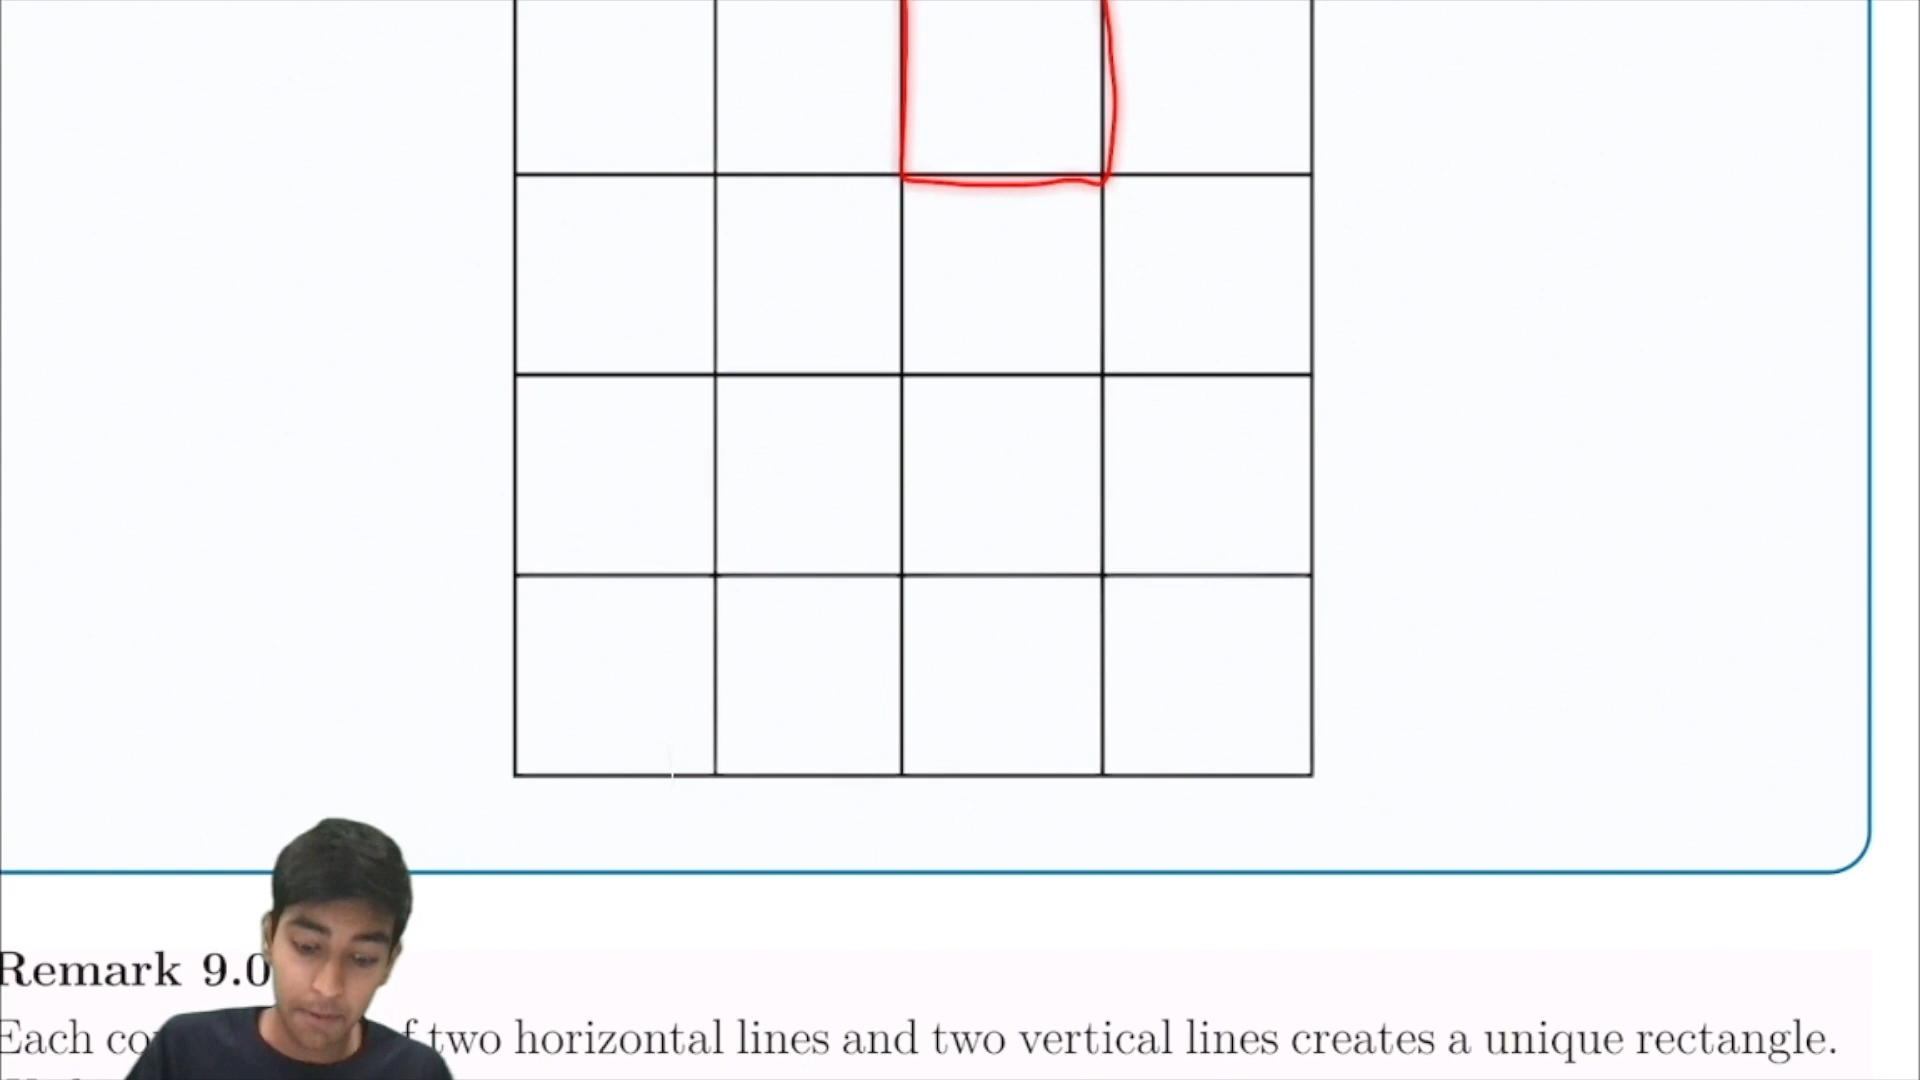 Remark 9.0
Each co f two horizontal lines and two vertical lines creates a unique rectangle.